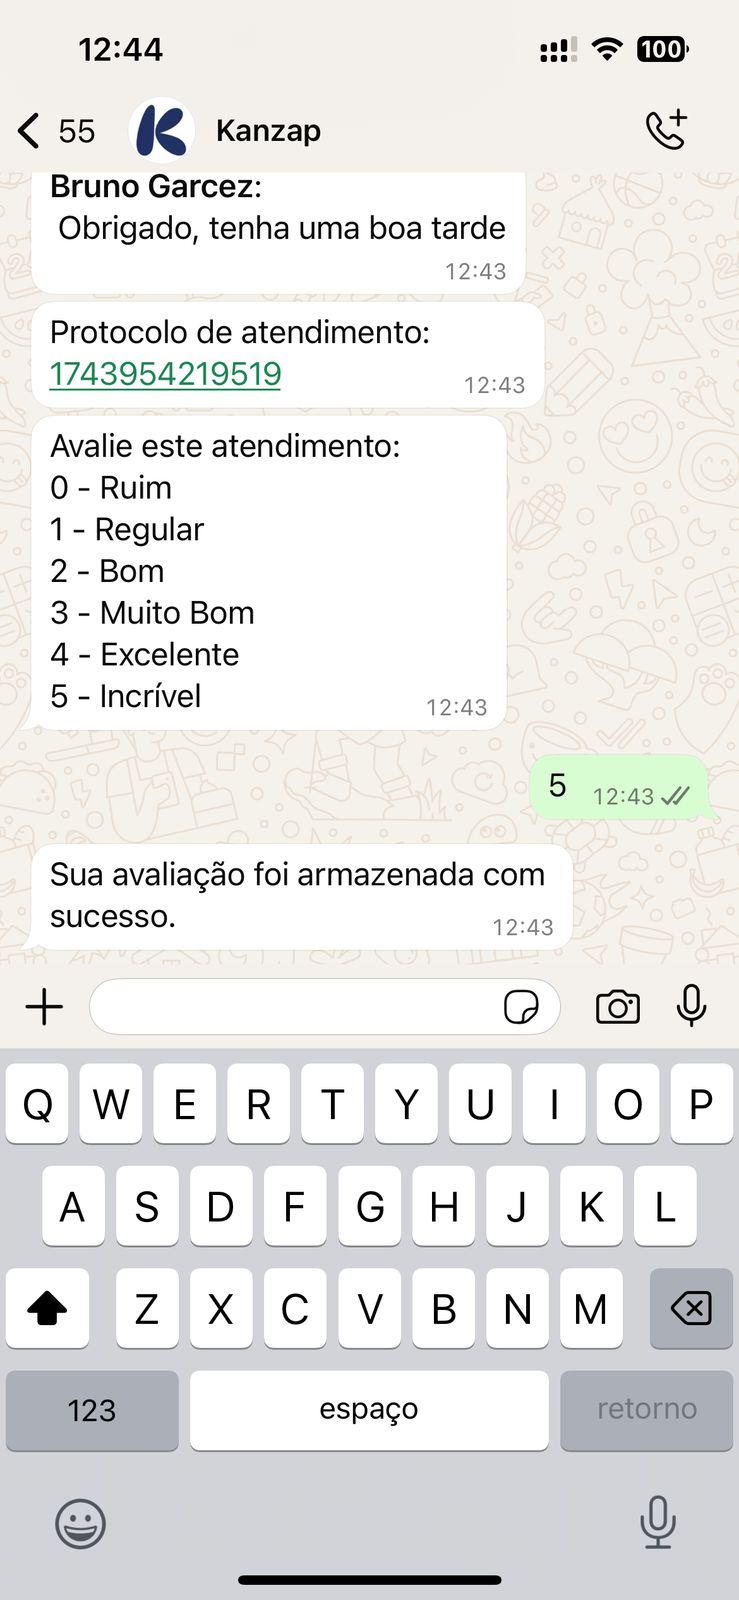 12:44
100
55
Kanzap
Bruno Garcez:
Obrigado, tenha uma boa tarde
12:43
Protocolo de atendimento:
1743954219519
12:43
Avalie este atendimento:
0 - Ruim
1 - Regular
2 - Bom
3 - Muito Bom
4 - Excelente
5 - Incrível
12:43
5
12:43
Sua avaliação foi armazenada com
sucesso.
12:43
Q W E R T Y U I O P
A S D F G H J K L
Z X C V B N M
123 espaço retorno